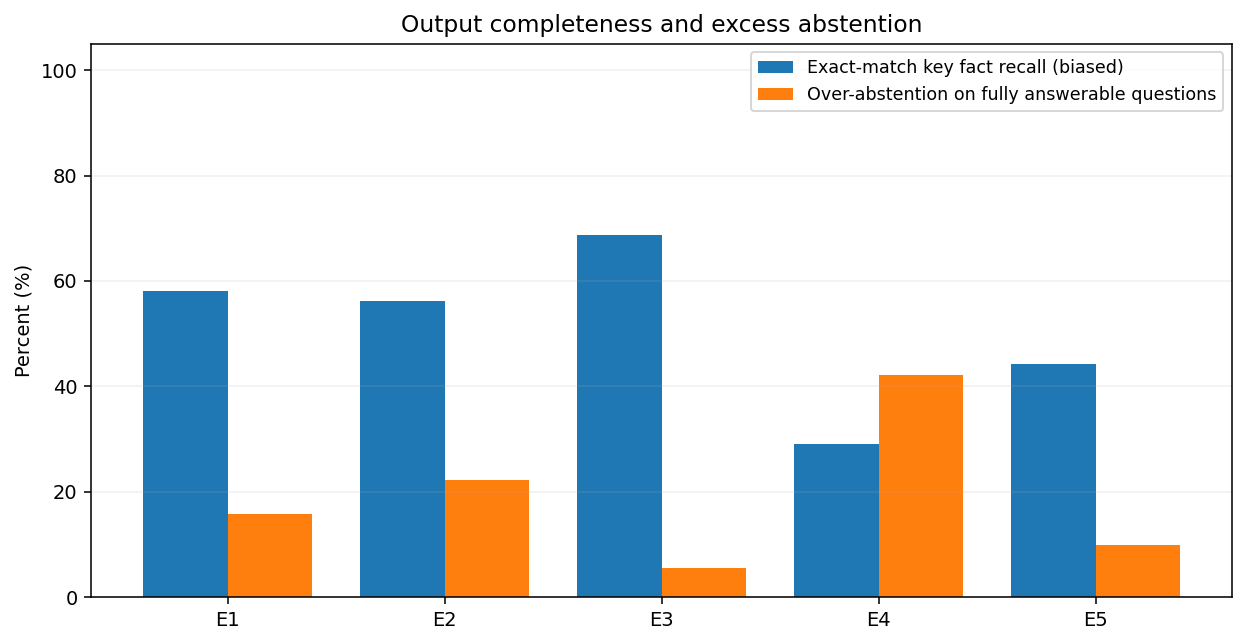 Output completeness and excess abstention
Exact-match key fact recall (biased)
Over-abstention on fully answerable questions
Percent (%)
100
80
60
40
20
0
E1 E2 E3 E4 E5